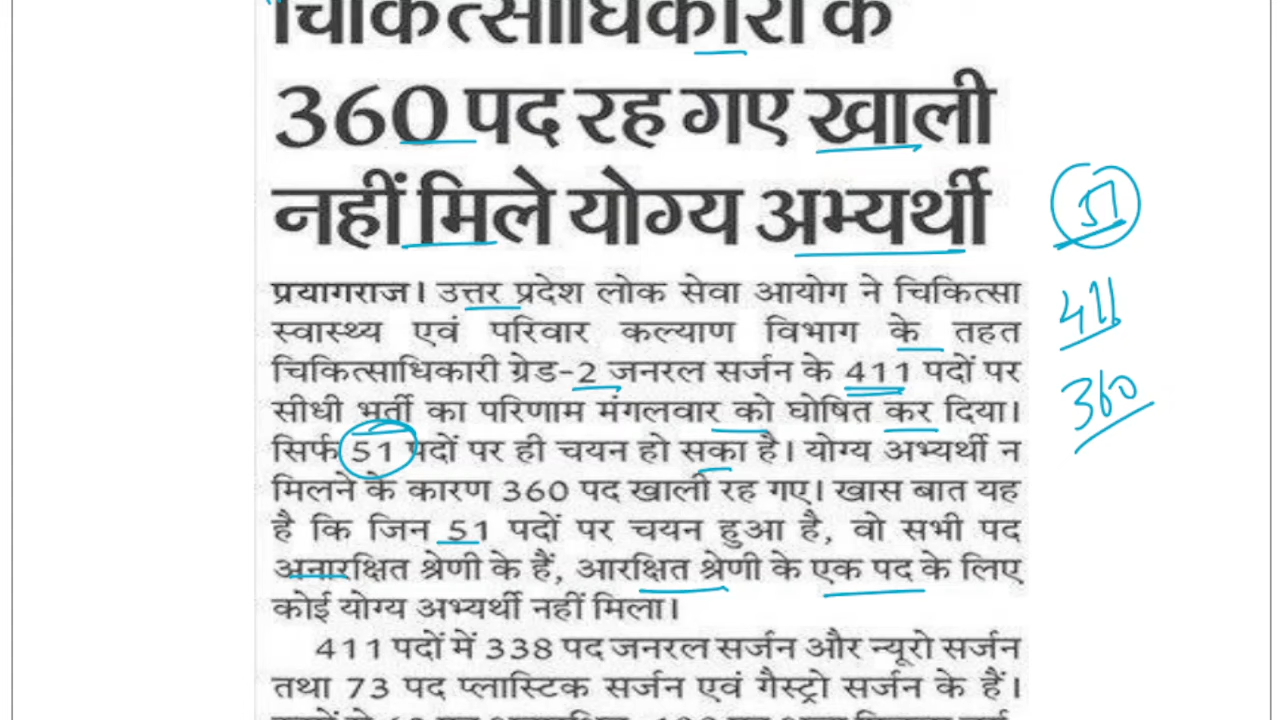 चिकित्साधिकारी के
360 पद रह गए खाली
नहीं मिले योग्य अभ्यर्थी
51
411
360
प्रयागराज। उत्तर प्रदेश लोक सेवा आयोग ने चिकित्सा
स्वास्थ्य एवं परिवार कल्याण विभाग के तहत
चिकित्साधिकारी ग्रेड-2 जनरल सर्जन के 411 पदों पर
सीधी भर्ती का परिणाम मंगलवार को घोषित कर दिया।
सिर्फ 51 पदों पर ही चयन हो सका है। योग्य अभ्यर्थी न
मिलने के कारण 360 पद खाली रह गए। खास बात यह
है कि जिन 51 पदों पर चयन हुआ है, वो सभी पद
अनारक्षित श्रेणी के हैं, आरक्षित श्रेणी के एक पद के लिए
कोई योग्य अभ्यर्थी नहीं मिला।
411 पदों में 338 पद जनरल सर्जन और न्यूरो सर्जन
तथा 73 पद प्लास्टिक सर्जन एवं गैस्ट्रो सर्जन के हैं।